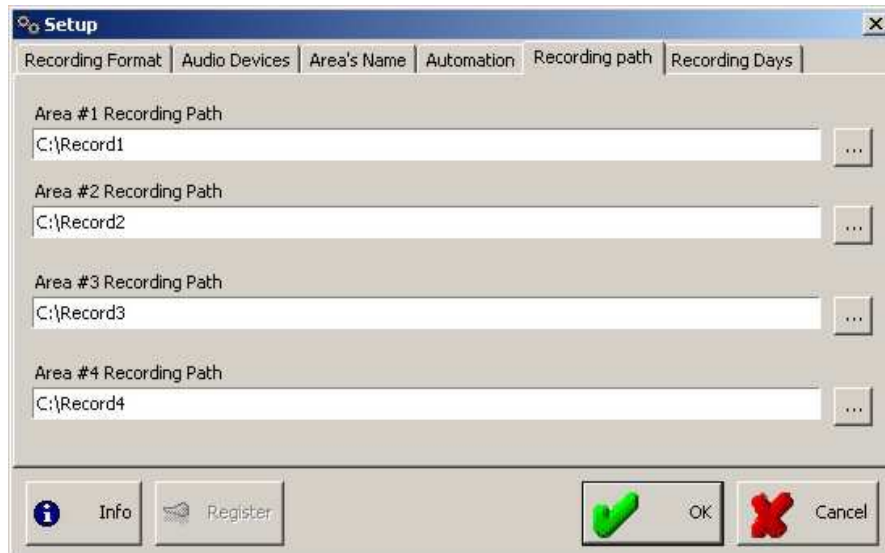 Setup
Recording Format Audio Devices Area's Name Automation Recording path Recording Days
Area #1 Recording Path
C:\Record1
...
Area #2 Recording Path
C:\Record2
...
Area #3 Recording Path
C:\Record3
...
Area #4 Recording Path
C:\Record4
...
Info Register OK Cancel